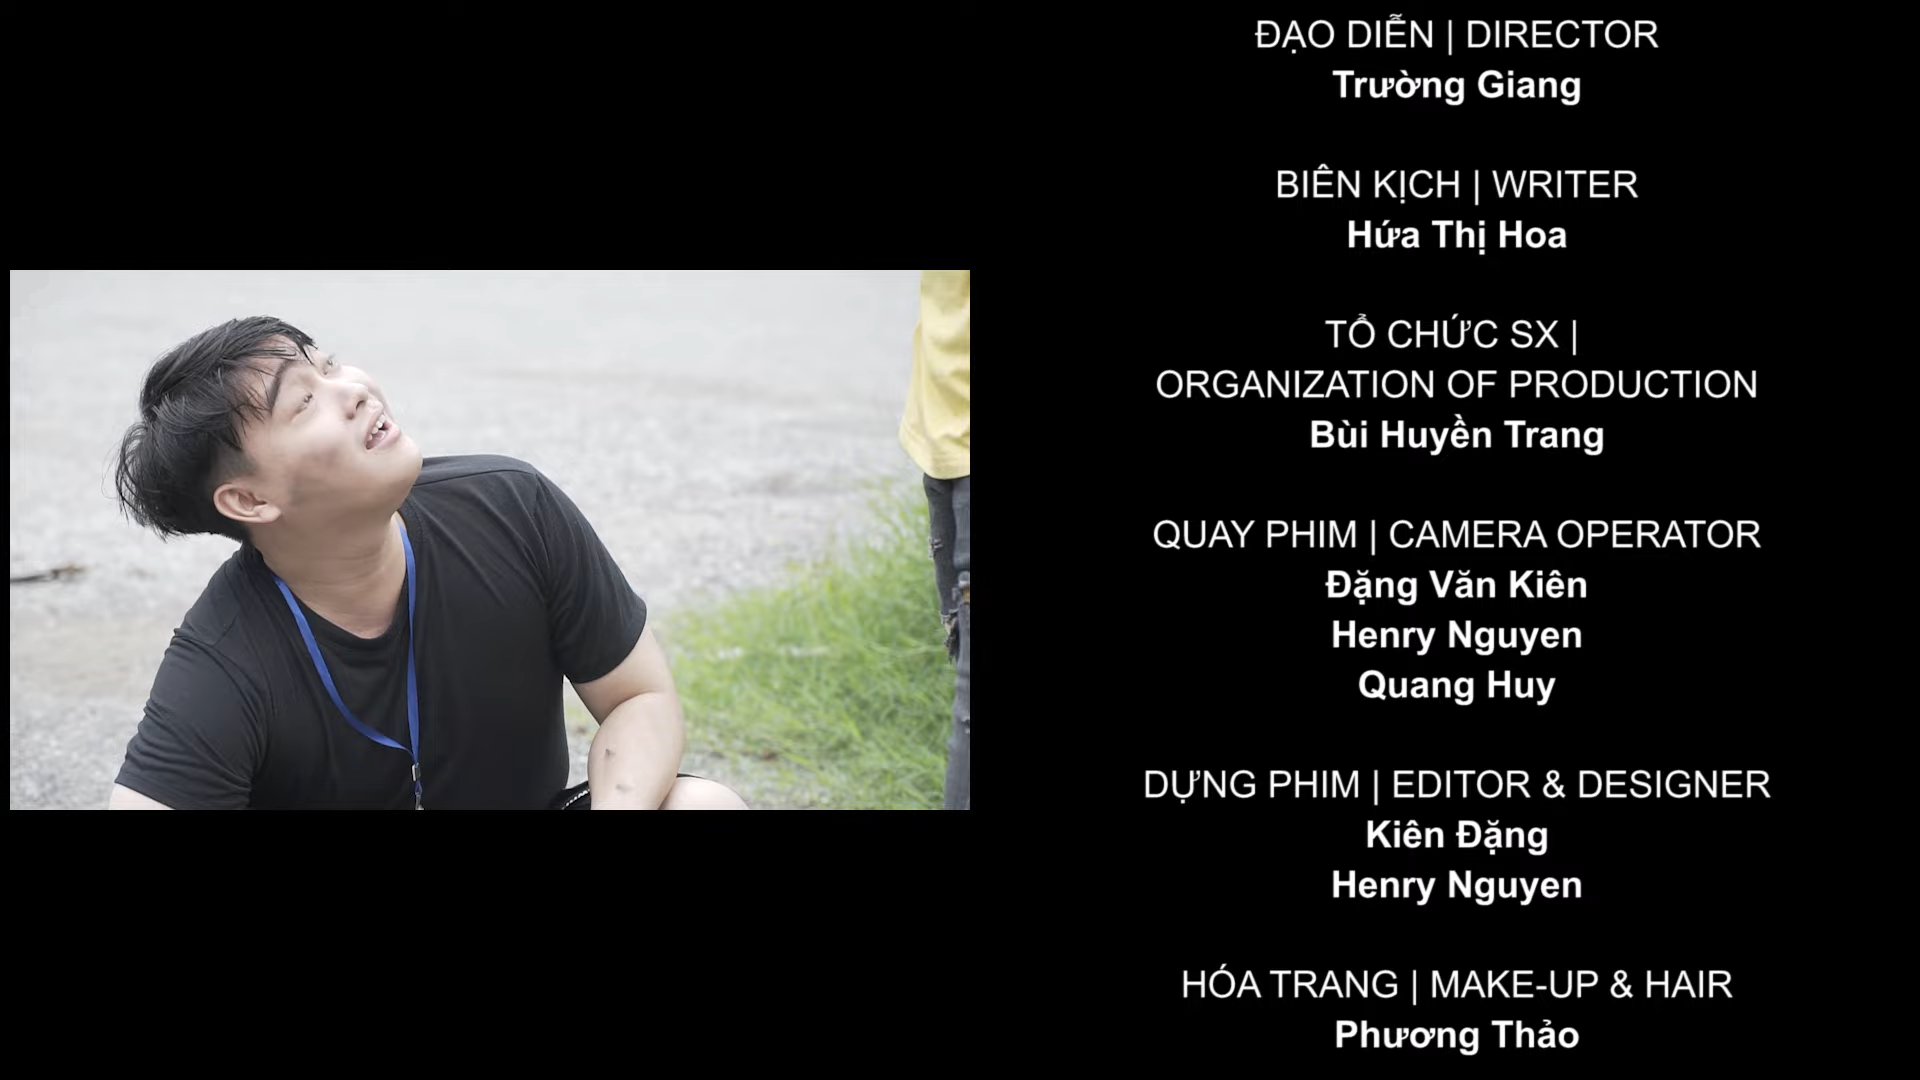 ĐẠO DIỄN | DIRECTOR
Trường Giang
BIÊN KỊCH | WRITER
Hứa Thị Hoa
TỔ CHỨC SX |
ORGANIZATION OF PRODUCTION
Bùi Huyền Trang
QUAY PHIM | CAMERA OPERATOR
Đặng Văn Kiên
Henry Nguyen
Quang Huy
DỰNG PHIM | EDITOR & DESIGNER
Kiên Đặng
Henry Nguyen
HÓA TRANG | MAKE-UP & HAIR
Phương Thảo